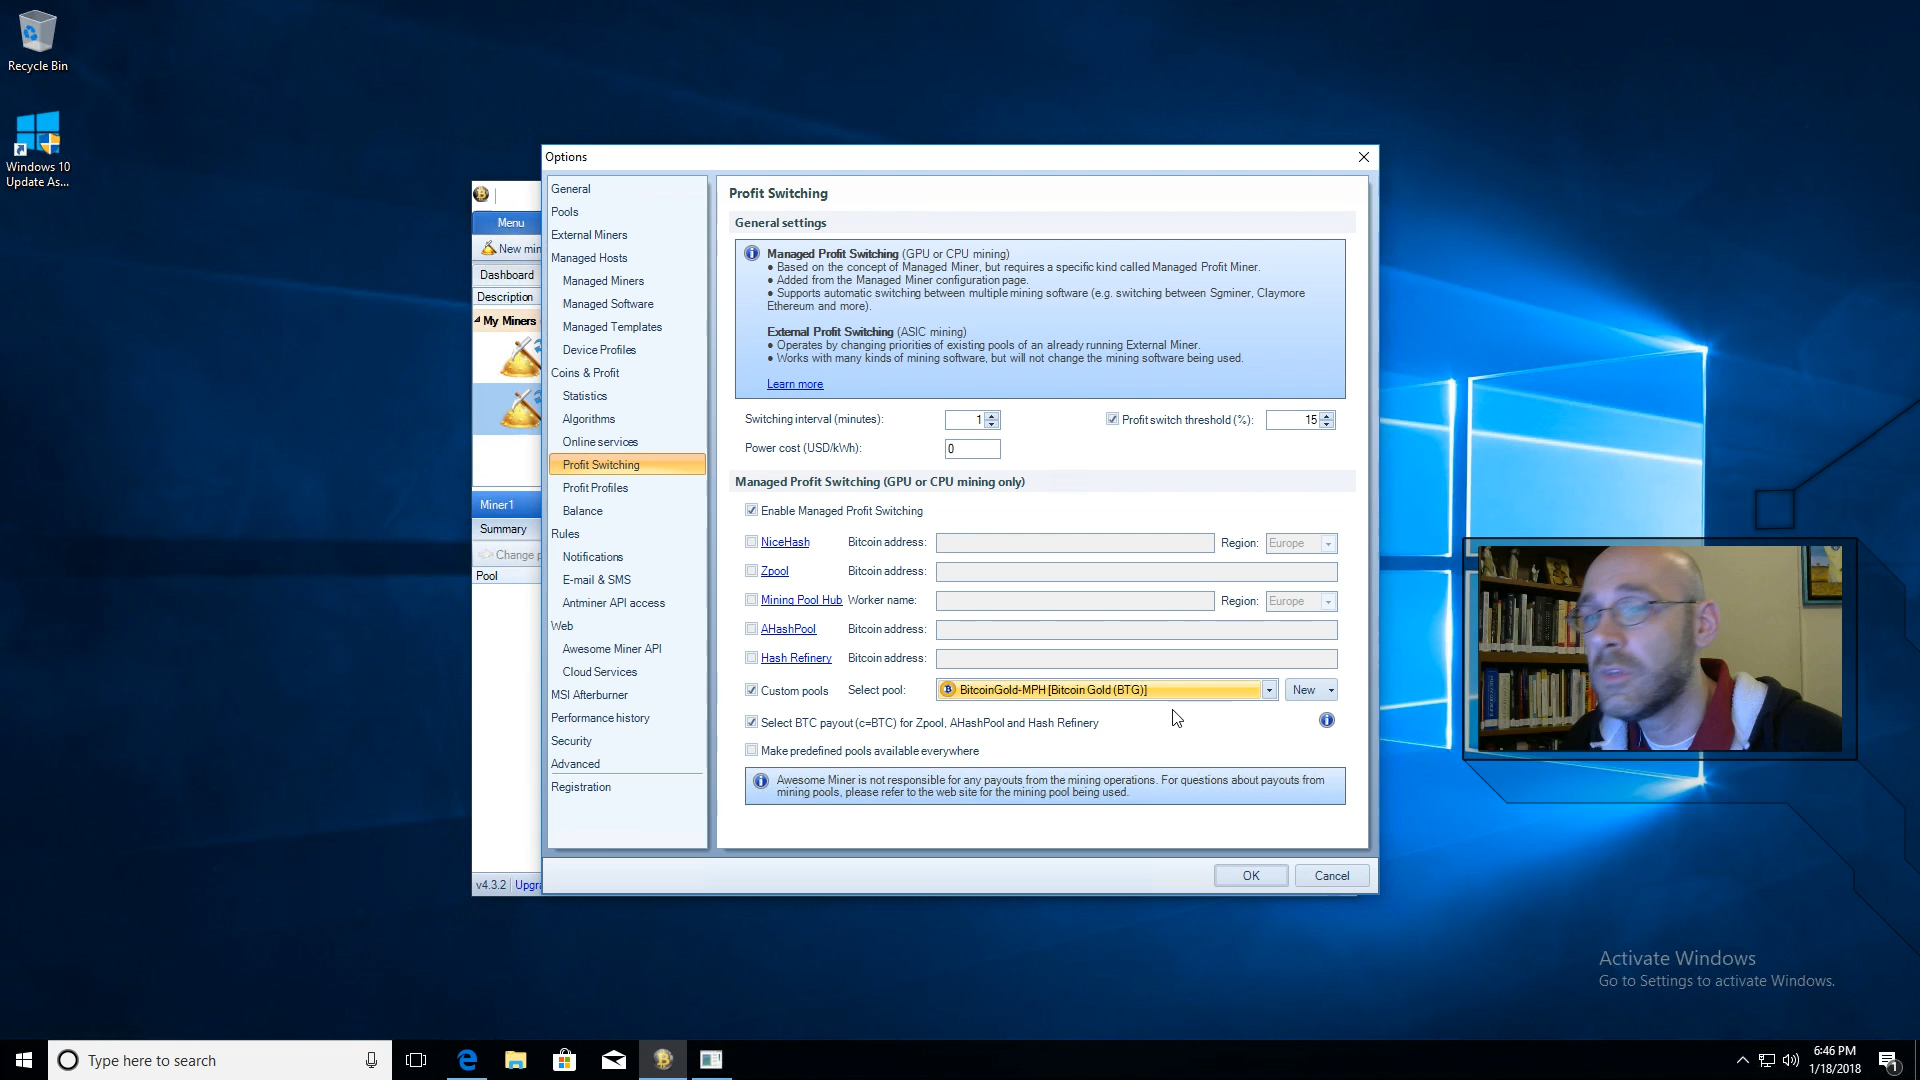 Recycle Bin
Windows 10
Update As...
Options
General
Pools
External Miners
Managed Hosts
Managed Miners
Managed Software
Managed Templates
Device Profiles
Coins & Profit
Statistics
Algorithms
Online services
Profit Switching
Profit Profiles
Balance
Rules
Notifications
E-mail & SMS
Antminer API access
Web
Awesome Miner API
Cloud Services
MSI Afterburner
Performance history
Security
Advanced
Registration
Menu
New min
Dashboard
Description
My Miners
Miner1
Summary
Change p
Pool
v4.3.2 Upgra
Profit Switching
General settings
Managed Profit Switching (GPU or CPU mining)
● Based on the concept of Managed Miner, but requires a specific kind called Managed Profit Miner.
● Added from the Managed Miner configuration page.
● Supports automatic switching between multiple mining software (e.g. switching between Sgminer, Claymore
Ethereum and more).
External Profit Switching (ASIC mining)
● Operates by changing priorities of existing pools of an already running External Miner.
● Works with many kinds of mining software, but will not change the mining software being used.
Learn more
Switching interval (minutes): 1 Profit switch threshold (%): 15
Power cost (USD/kWh): 0
Managed Profit Switching (GPU or CPU mining only)
Enable Managed Profit Switching
NiceHash Bitcoin address: Region: Europe
Zpool Bitcoin address:
Mining Pool Hub Worker name: Region: Europe
AHashPool Bitcoin address:
Hash Refinery Bitcoin address:
Custom pools Select pool: BitcoinGold-MPH [Bitcoin Gold (BTG)] New
Select BTC payout (c=BTC) for Zpool, AHashPool and Hash Refinery
Make predefined pools available everywhere
Awesome Miner is not responsible for any payouts from the mining operations. For questions about payouts from
mining pools, please refer to the web site for the mining pool being used.
OK Cancel
Activate Windows
Go to Settings to activate Windows.
Type here to search
6:46 PM
1/18/2018
1